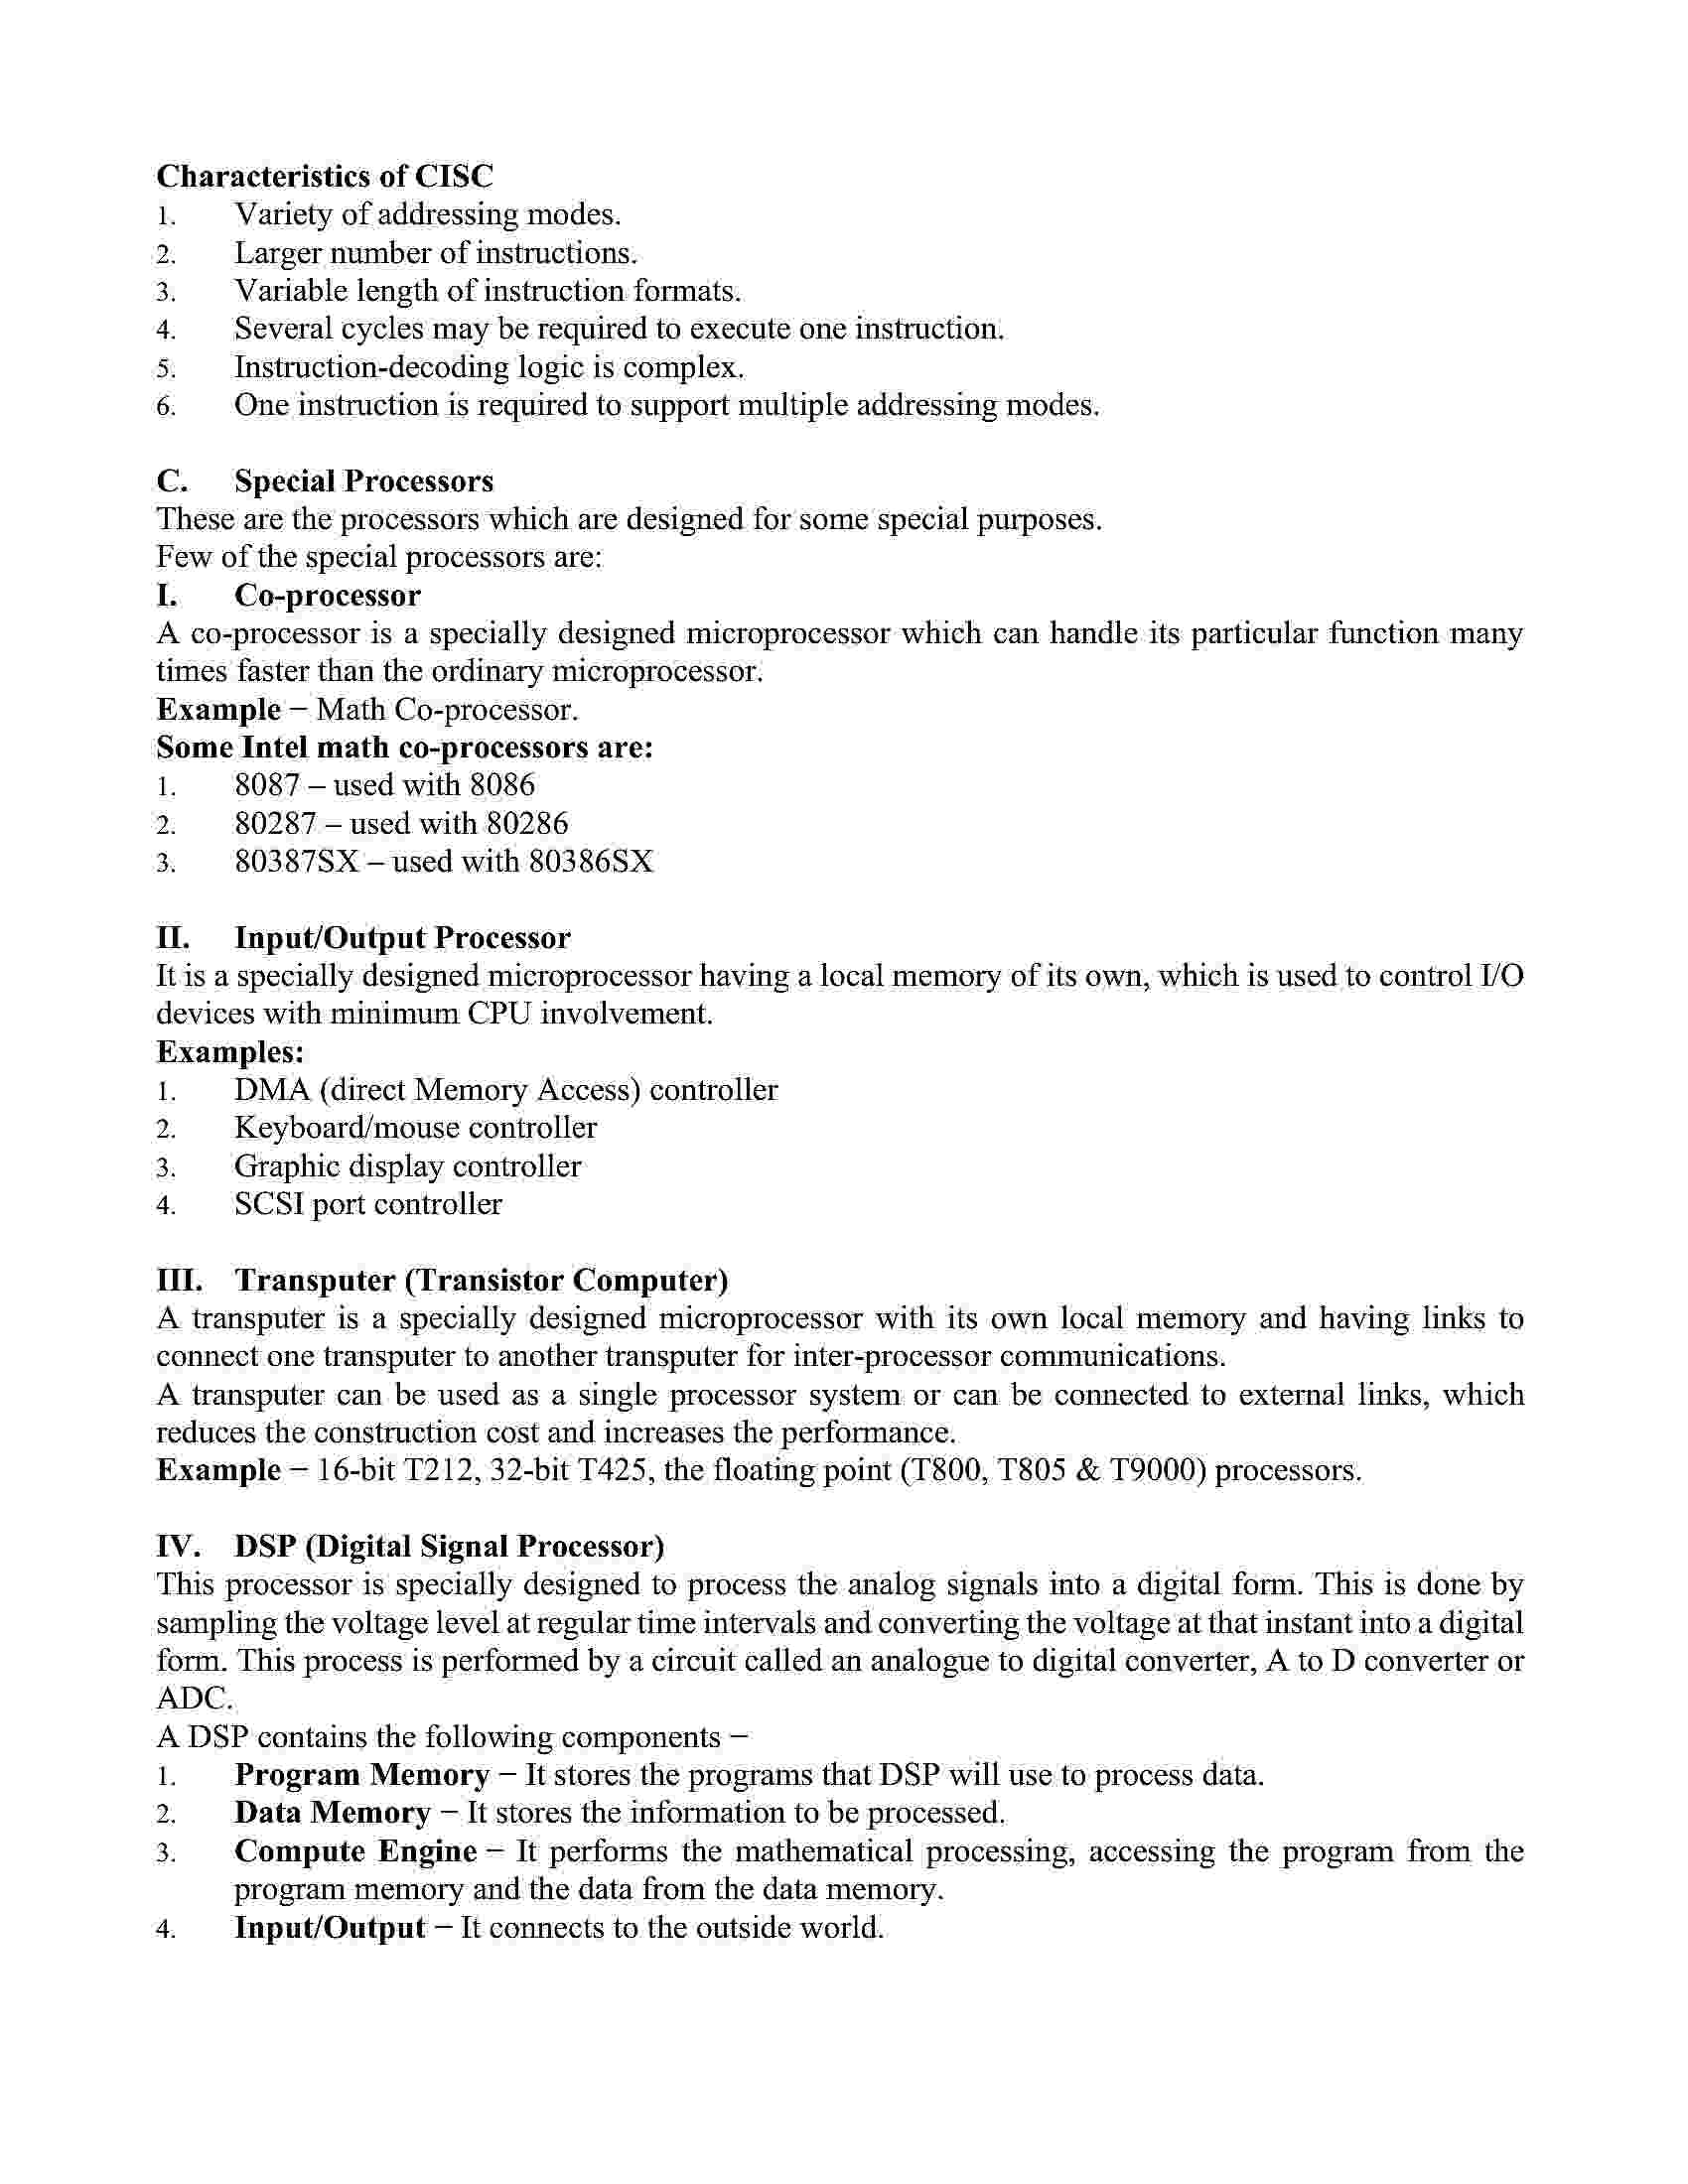 Characteristics of CISC
1. Variety of addressing modes.
2. Larger number of instructions.
3. Variable length of instruction formats.
4. Several cycles may be required to execute one instruction.
5. Instruction-decoding logic is complex.
6. One instruction is required to support multiple addressing modes.
C. Special Processors
These are the processors which are designed for some special purposes.
Few of the special processors are:
I. Co-processor
A co-processor is a specially designed microprocessor which can handle its particular function many
times faster than the ordinary microprocessor.
Example − Math Co-processor.
Some Intel math co-processors are:
1. 8087 – used with 8086
2. 80287 – used with 80286
3. 80387SX – used with 80386SX
II. Input/Output Processor
It is a specially designed microprocessor having a local memory of its own, which is used to control I/O
devices with minimum CPU involvement.
Examples:
1. DMA (direct Memory Access) controller
2. Keyboard/mouse controller
3. Graphic display controller
4. SCSI port controller
III. Transputer (Transistor Computer)
A transputer is a specially designed microprocessor with its own local memory and having links to
connect one transputer to another transputer for inter-processor communications.
A transputer can be used as a single processor system or can be connected to external links, which
reduces the construction cost and increases the performance.
Example − 16-bit T212, 32-bit T425, the floating point (T800, T805 & T9000) processors.
IV. DSP (Digital Signal Processor)
This processor is specially designed to process the analog signals into a digital form. This is done by
sampling the voltage level at regular time intervals and converting the voltage at that instant into a digital
form. This process is performed by a circuit called an analogue to digital converter, A to D converter or
ADC.
A DSP contains the following components −
1. Program Memory − It stores the programs that DSP will use to process data.
2. Data Memory − It stores the information to be processed.
3. Compute Engine − It performs the mathematical processing, accessing the program from the
program memory and the data from the data memory.
4. Input/Output − It connects to the outside world.